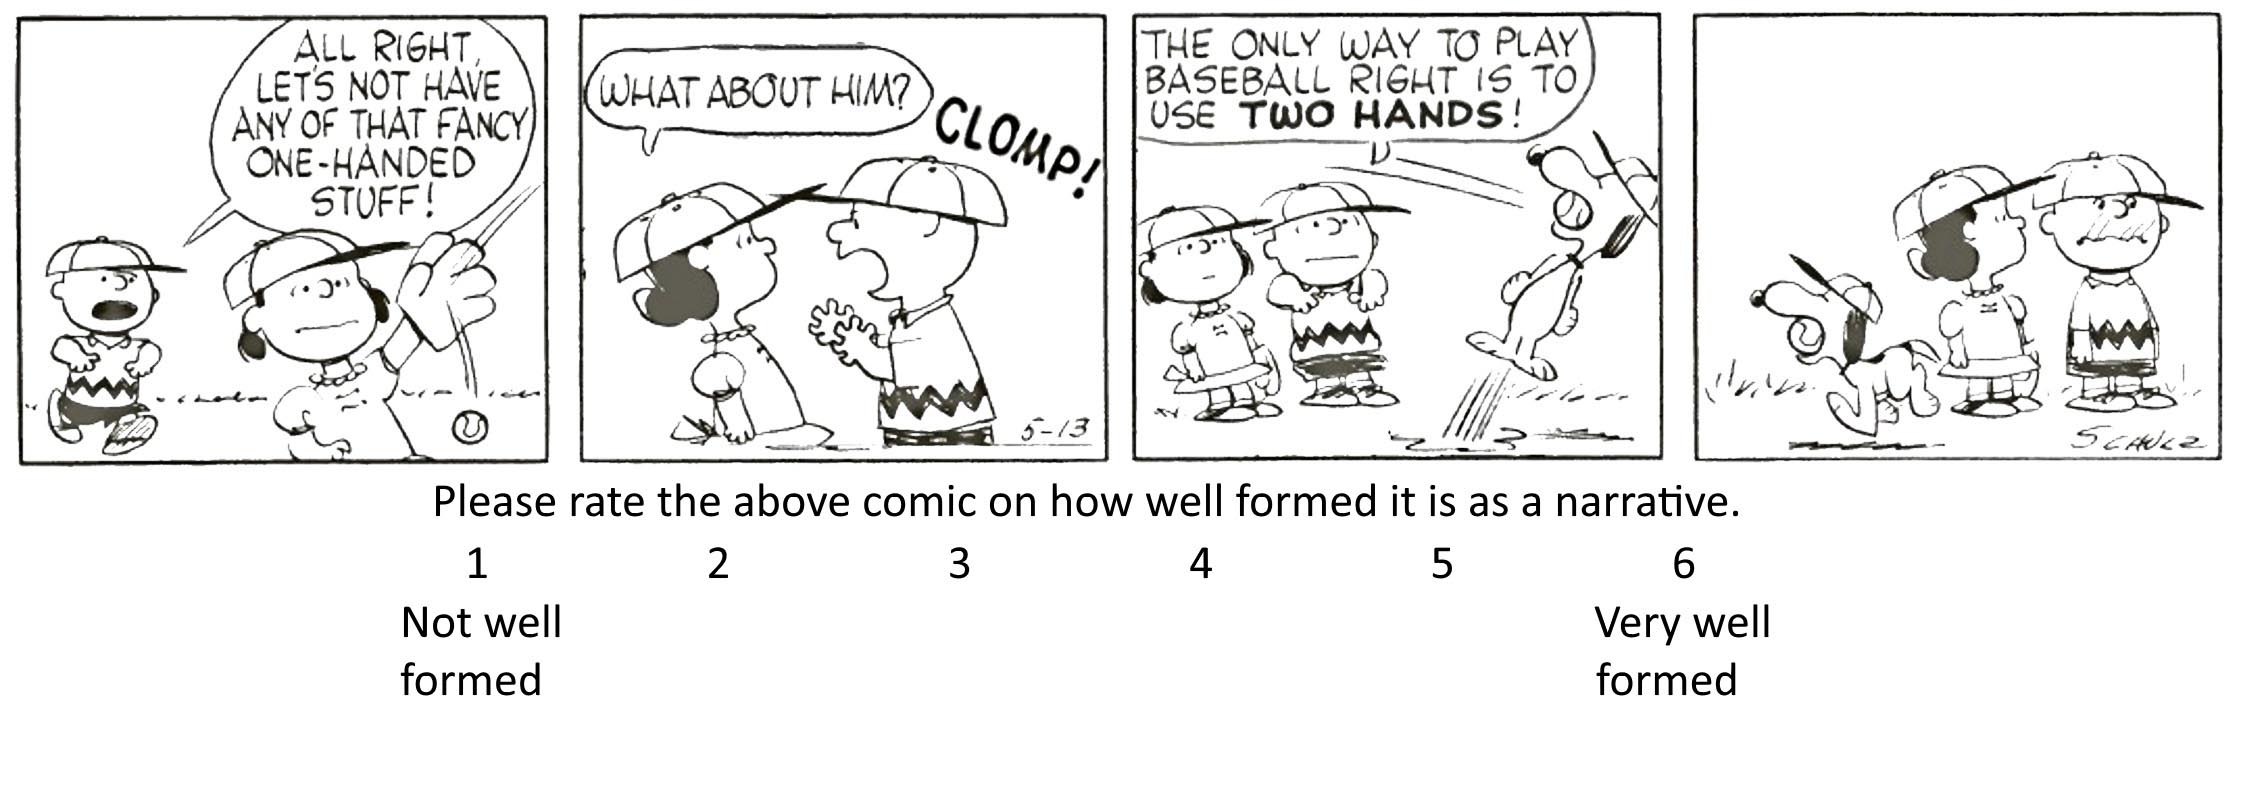 ALL RIGHT,
LET'S NOT HAVE
ANY OF THAT FANCY
ONE-HANDED
STUFF!
WHAT ABOUT HIM?
CLOMP!
5-13
THE ONLY WAY TO PLAY
BASEBALL RIGHT IS TO
USE TWO HANDS!
SCHULZ
Please rate the above comic on how well formed it is as a narrative.
1 2 3 4 5 6
Not well
formed
Very well
formed